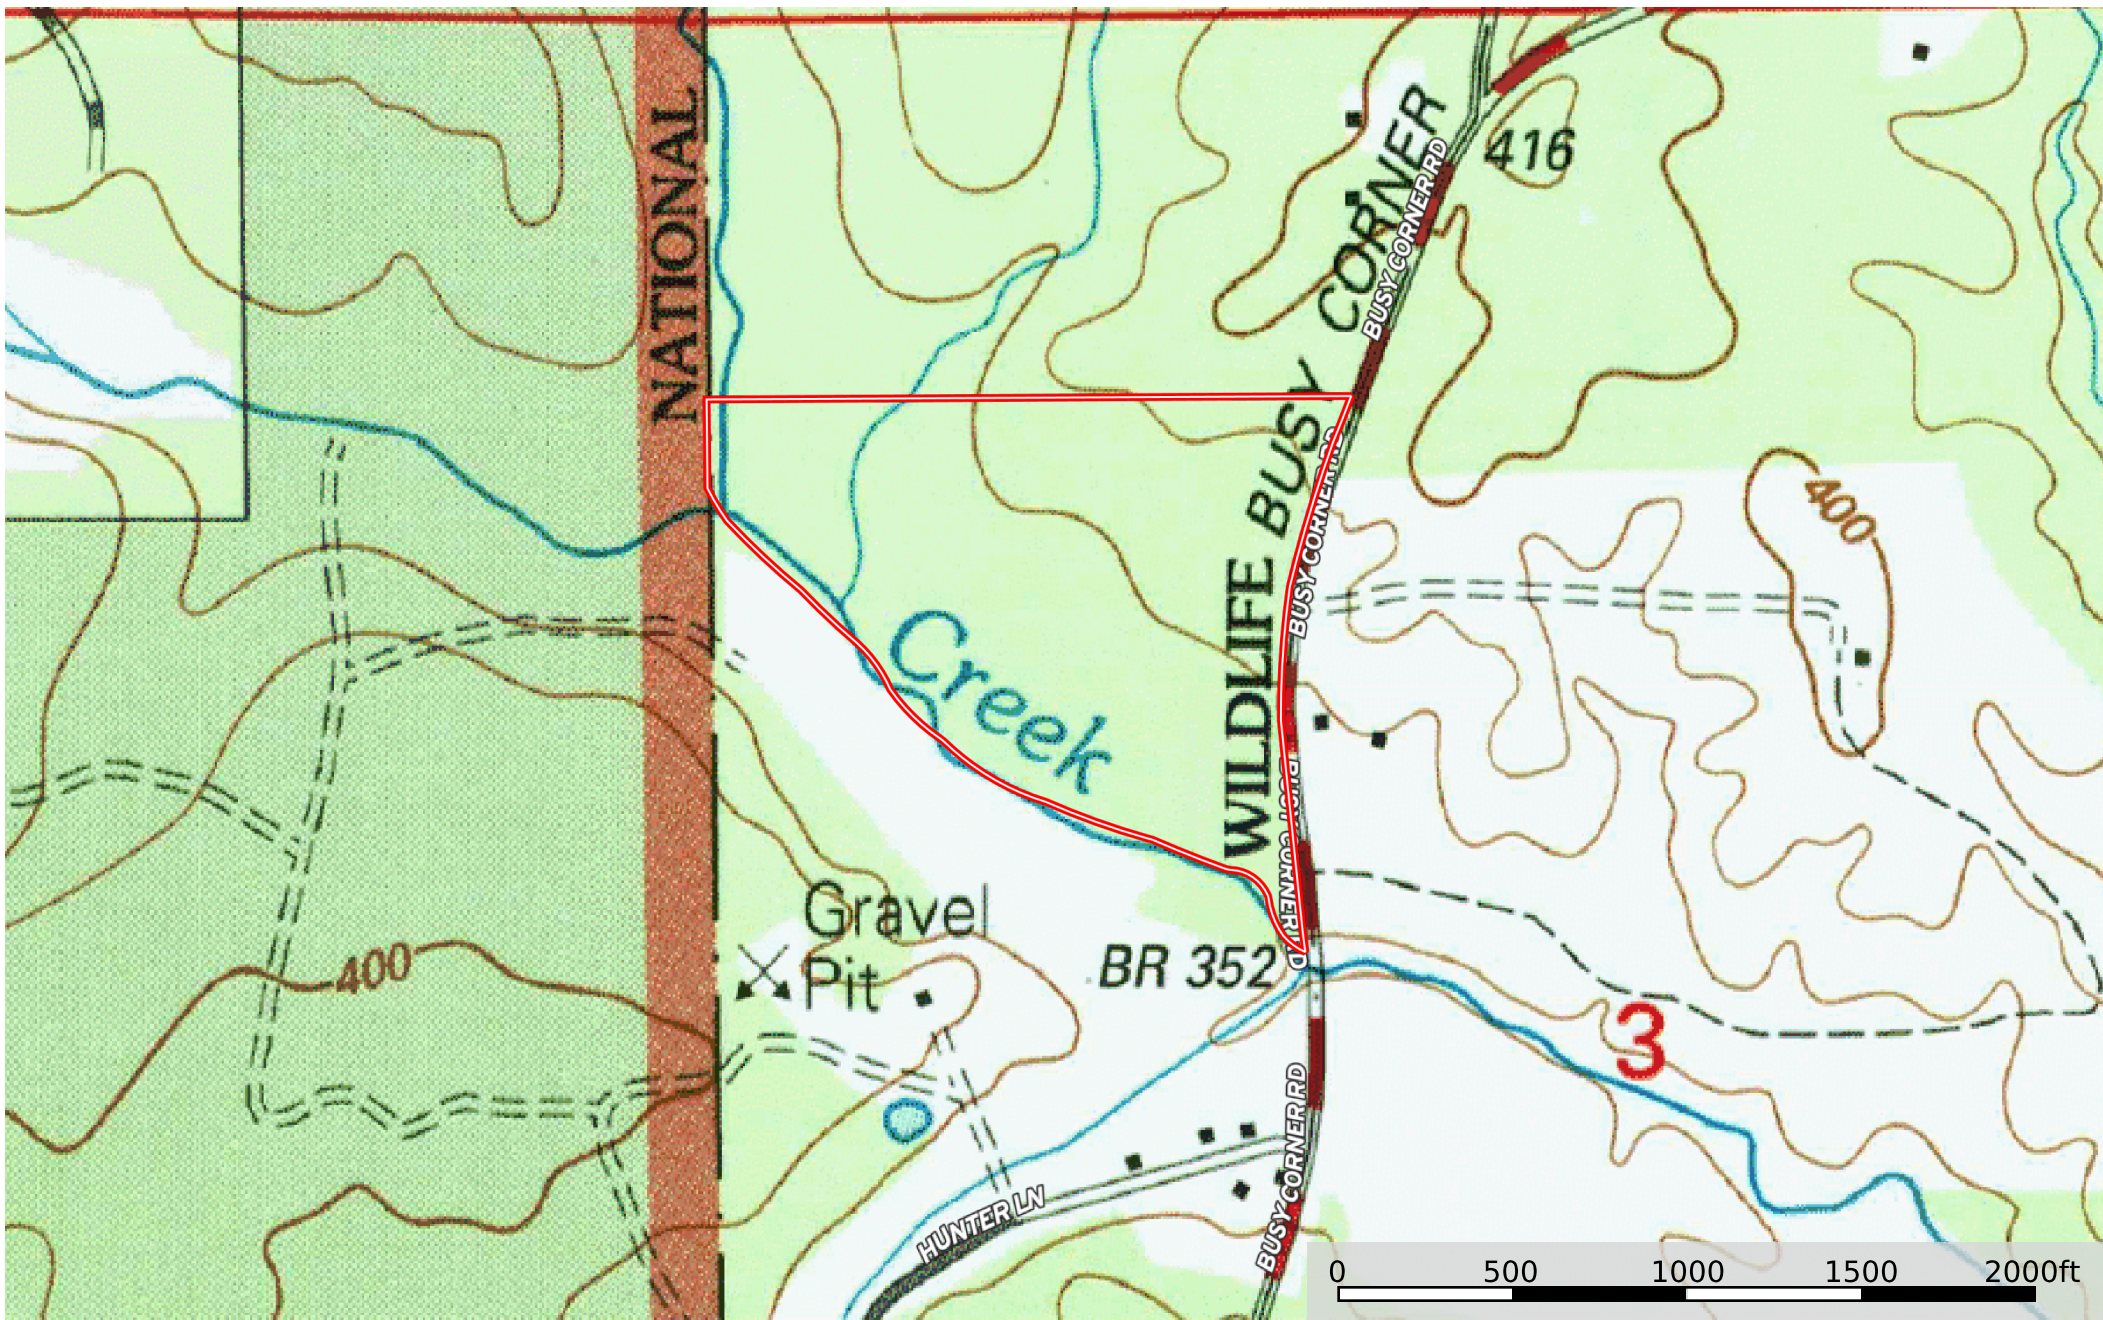 NATIONAL
BUSY CORNER
416
BUSY CORNER RD
BUSY CORNER RD
400
WILDLIFE
Creek
BUSY CORNER RD
Gravel
Pit
BR 352
400
3
BUSY CORNER RD
HUNTER LN
0 500 1000 1500 2000ft